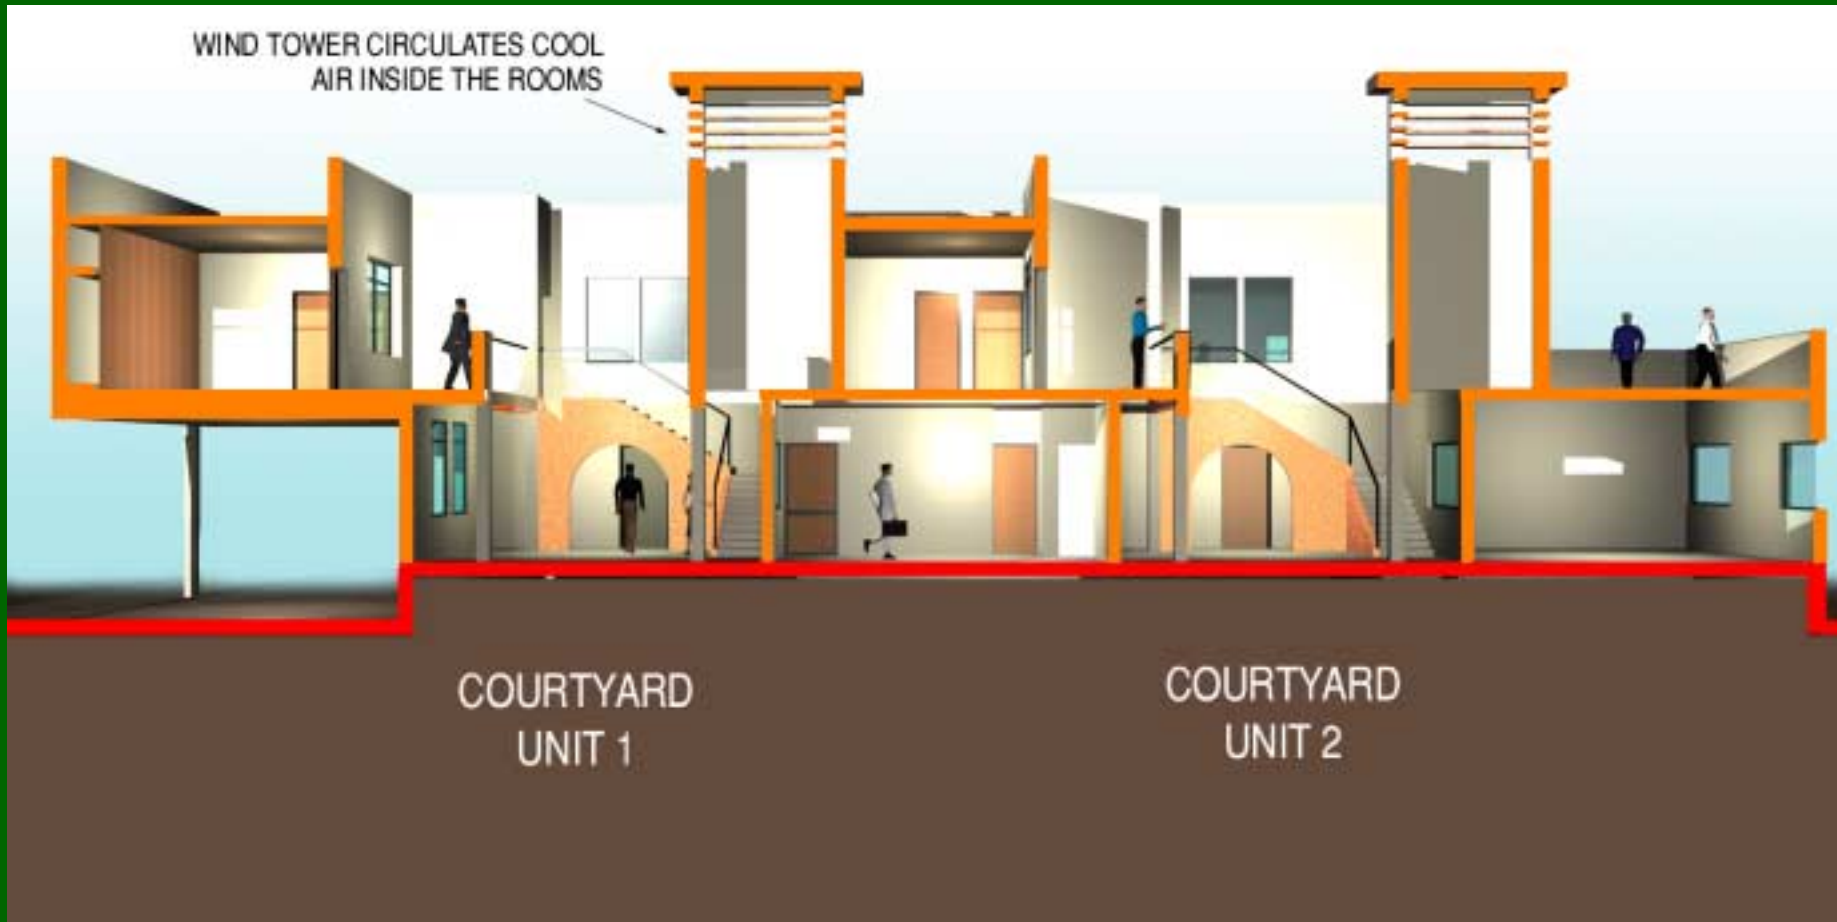 WIND TOWER CIRCULATES COOL
AIR INSIDE THE ROOMS
COURTYARD
UNIT 1
COURTYARD
UNIT 2